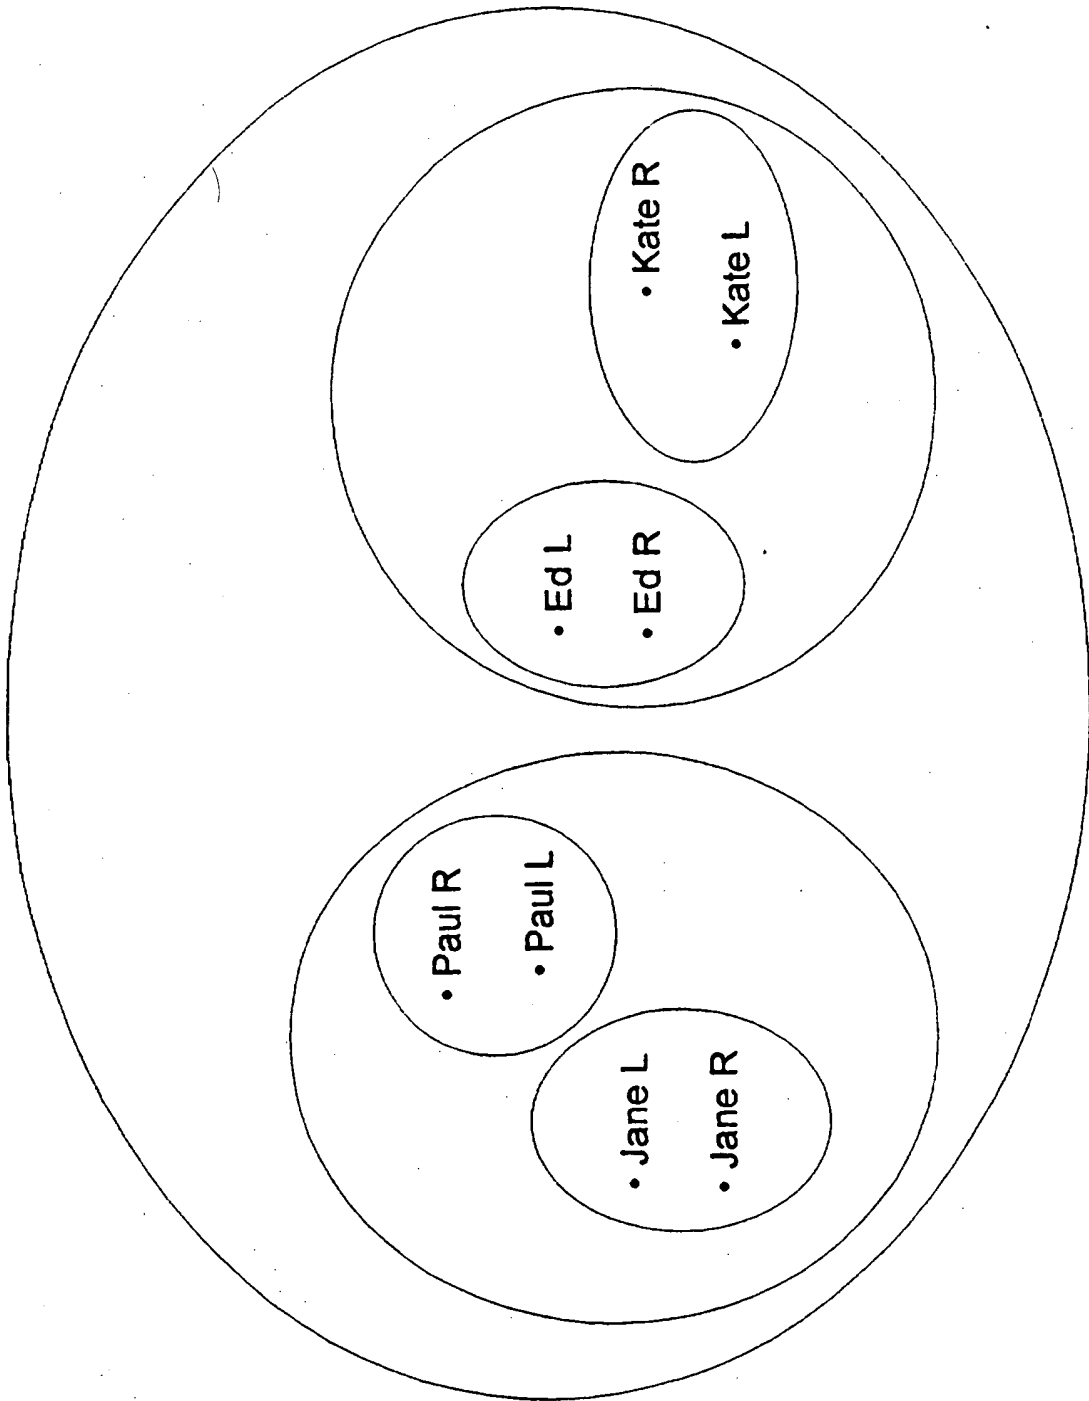 • Paul R
• Paul L
• Jane L
• Jane R
• Ed L
• Ed R
• Kate R
• Kate L